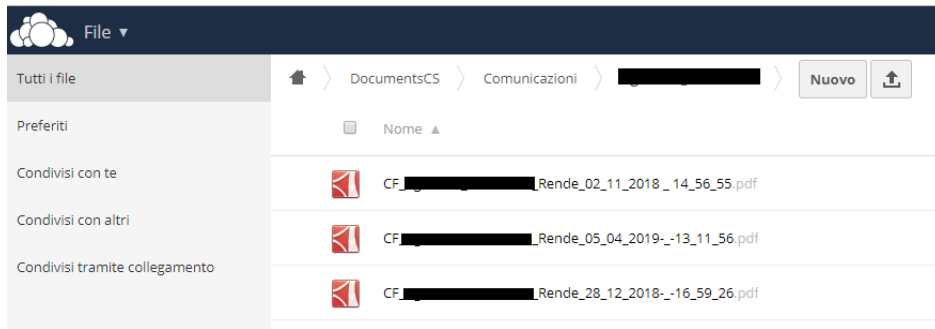 File ▼
Tutti i file
DocumentsCS
Comunicazioni
Nuovo
Preferiti
Nome ▲
Condivisi con te
CF_ _Rende_02_11_2018 _ 14_56_55.pdf
Condivisi con altri
CF_ _Rende_05_04_2019-_-13_11_56.pdf
Condivisi tramite collegamento
CF_ _Rende_28_12_2018-_-16_59_26.pdf